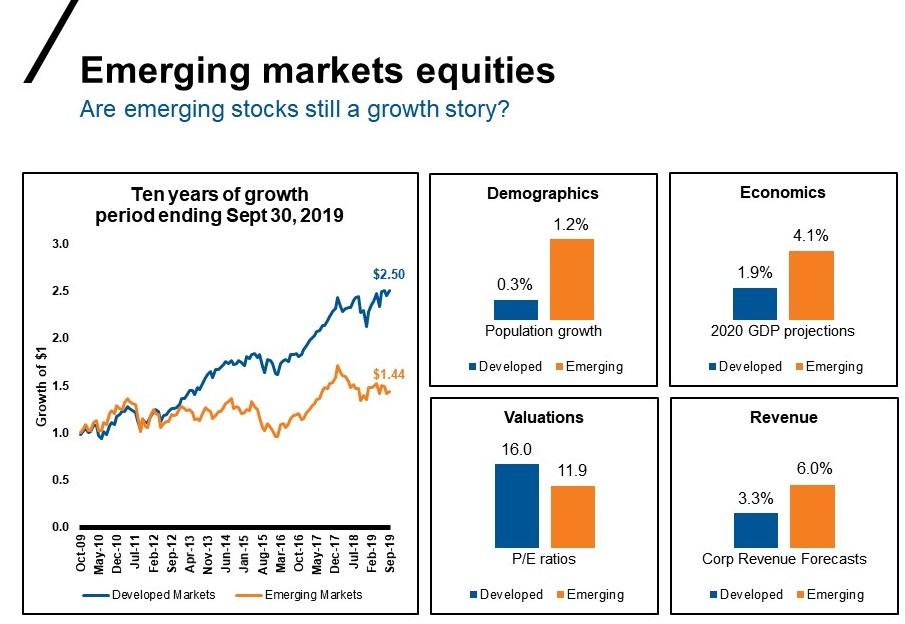 Emerging markets equities
Are emerging stocks still a growth story?
Ten years of growth
period ending Sept 30, 2019
3.0
2.5
2.0
1.5
1.0
0.5
0.0
Growth of $1
$2.50
$1.44
Oct-09
May-10
Dec-10
Jul-11
Feb-12
Sep-12
Apr-13
Nov-13
Jun-14
Jan-15
Aug-15
Mar-16
Oct-16
May-17
Dec-17
Jul-18
Feb-19
Sep-19
Developed Markets
Emerging Markets
Demographics
0.3%
1.2%
Population growth
Developed
Emerging
Economics
1.9%
4.1%
2020 GDP projections
Developed
Emerging
Valuations
16.0
11.9
P/E ratios
Developed
Emerging
Revenue
3.3%
6.0%
Corp Revenue Forecasts
Developed
Emerging